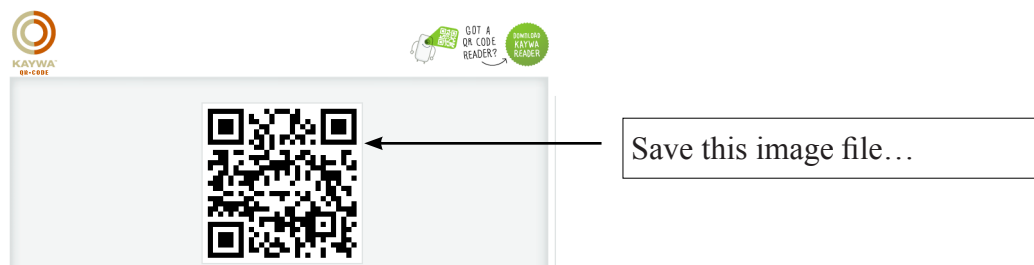 KAYWA
QR-CODE
GOT A
QR CODE
READER?
DOWNLOAD
KAYWA
READER
Save this image file…